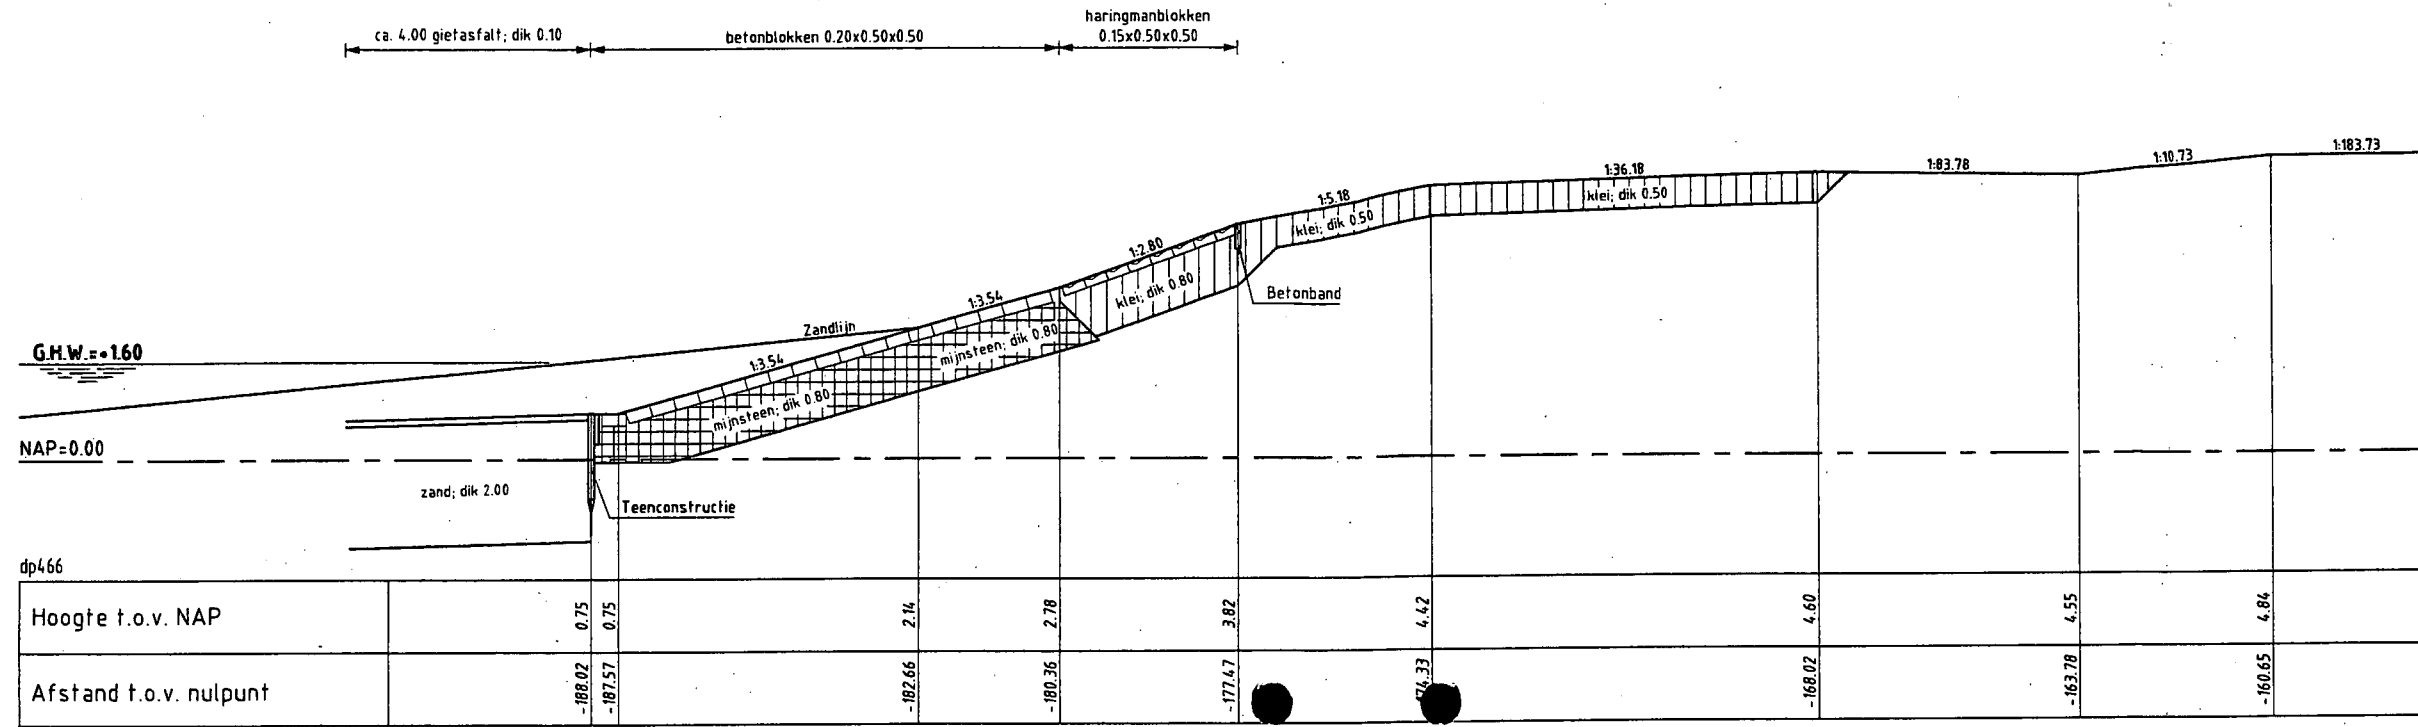 haringmanblokken
0.15x0.50x0.50
ca. 4.00 gietasfalt; dik 0.10
betonblokken 0.20x0.50x0.50
1:183.73
1:10.73
1:83.78
1:36.18
klei; dik 0.50
1:5.18
klei; dik 0.50
1:2.80
klei; dik 0.80
Betonband
1:3.54
Zandlijn
mijnsteen; dik 0.80
G.H.W.=+1.60
1:3.54
mijnsteen; dik 0.80
NAP=0.00
zand; dik 2.00
Teenconstructie
dp466
Hoogte t.o.v. NAP 0.75 0.75 2.14 2.78 3.82 4.42 4.60 4.55 4.84
Afstand t.o.v. nulpunt -188.02 -187.57 -182.66 -180.36 -177.47 74.33 -168.02 -163.78 -160.65